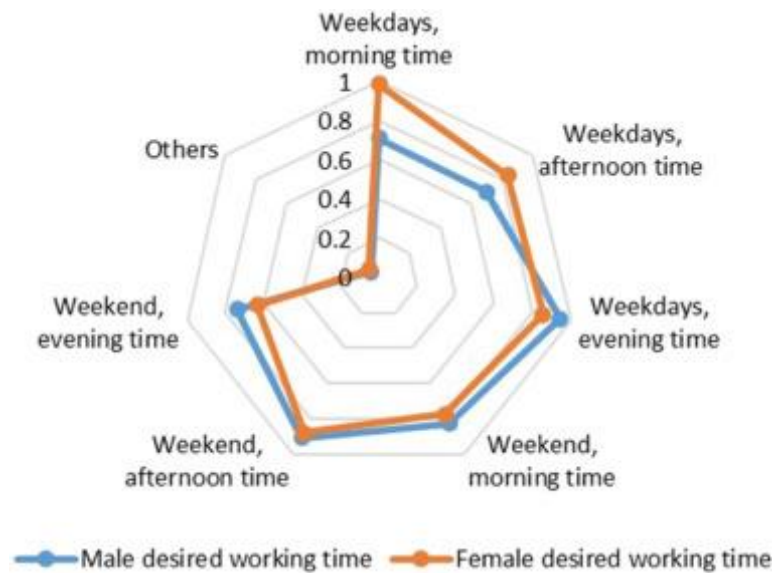 Weekdays,
morning time
1
0.8
0.6
0.4
0.2
0
Weekdays,
afternoon time
Weekdays,
evening time
Weekend,
morning time
Weekend,
afternoon time
Weekend,
evening time
Others
Male desired working time
Female desired working time